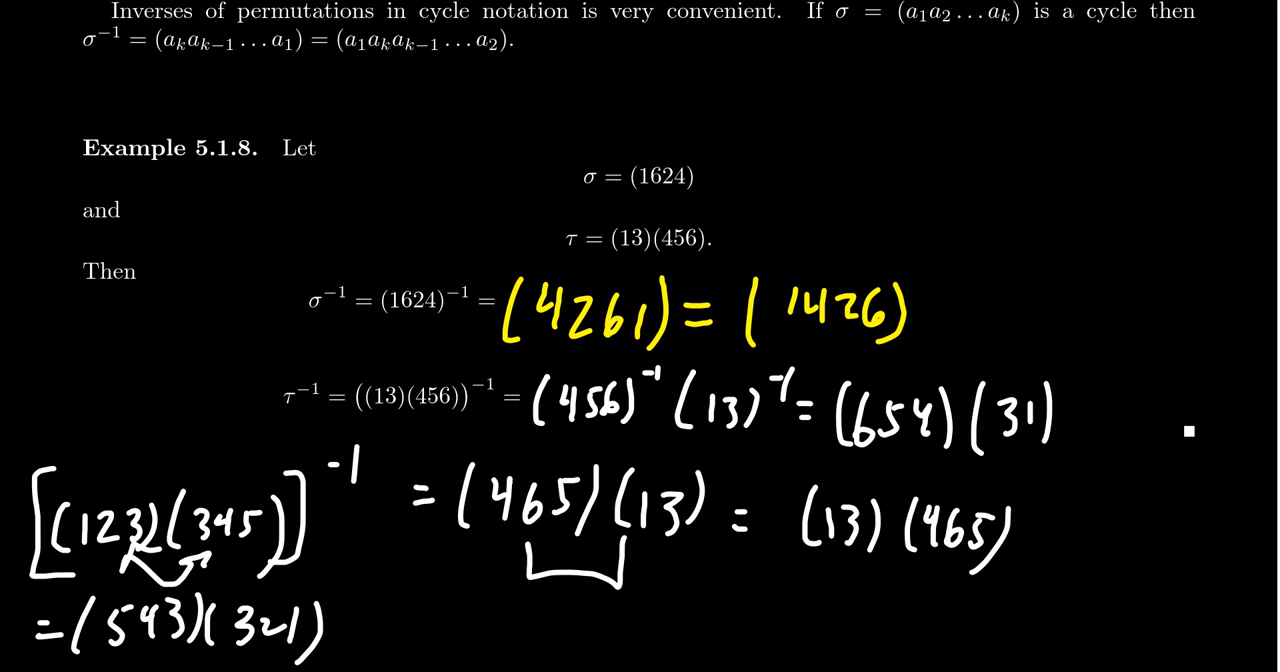 Inverses of permutations in cycle notation is very convenient. If σ = (a₁a₂...aₖ) is a cycle then
σ⁻¹ = (aₖaₖ₋₁...a₁) = (a₁aₖaₖ₋₁...a₂).
Example 5.1.8. Let
σ = (1624)
and
τ = (13)(456).
Then
σ⁻¹ = (1624)⁻¹ = (4261) = (1426)
τ⁻¹ = ((13)(456))⁻¹ = (456)⁻¹(13)⁻¹ = (654)(31)
= (465)(13) = (13)(465)
[(123)(345)]⁻¹
= (543)(321)